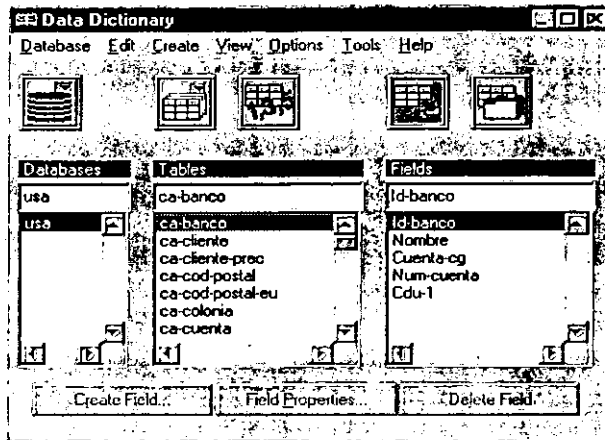 Data Dictionary
Database Edit Create View Options Tools Help
Databases
usa
usa
Tables
ca-banco
ca-banco
ca-cliente
ca-cliente-prec
ca-cod-postal
ca-cod-postal-eu
ca-colonia
ca-cuenta
Fields
Id-banco
Id-banco
Nombre
Cuenta-cg
Num-cuenta
Cdu-1
Create Field... Field Properties... Delete Field